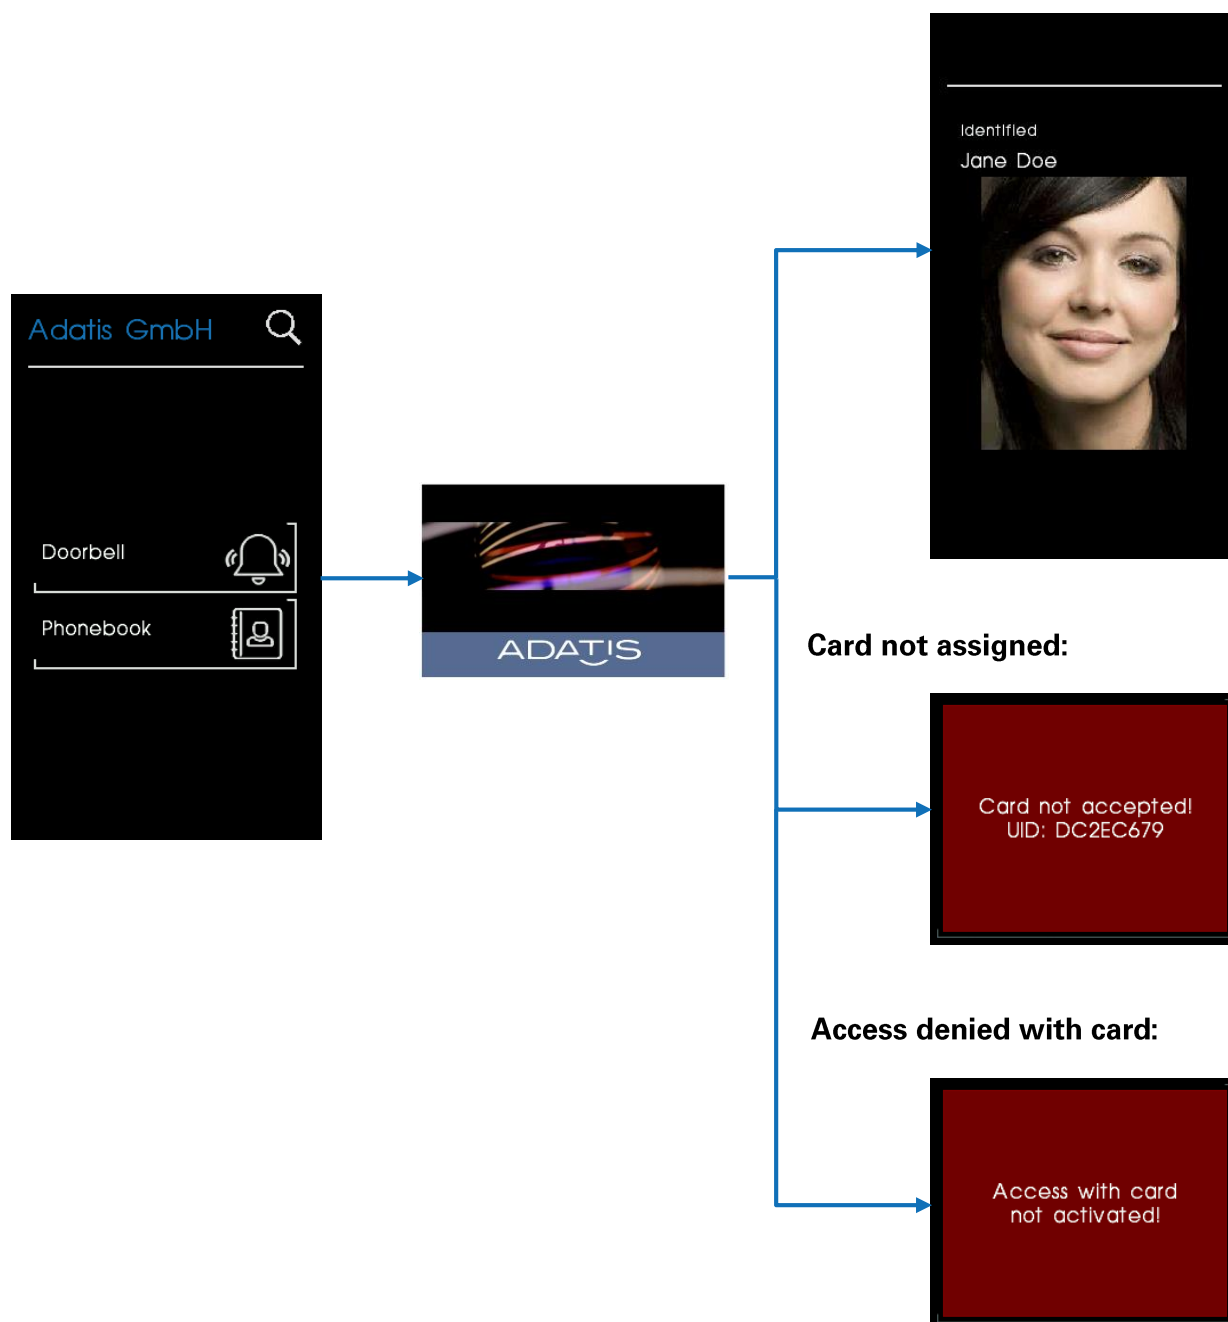 Identified
Jane Doe
Adatis GmbH
Doorbell
Phonebook
ADATIS
Card not assigned:
Card not accepted!
UID: DC2EC679
Access denied with card:
Access with card
not activated!